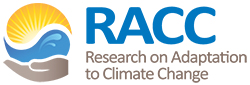 RACC
Research on Adaptation
to Climate Change